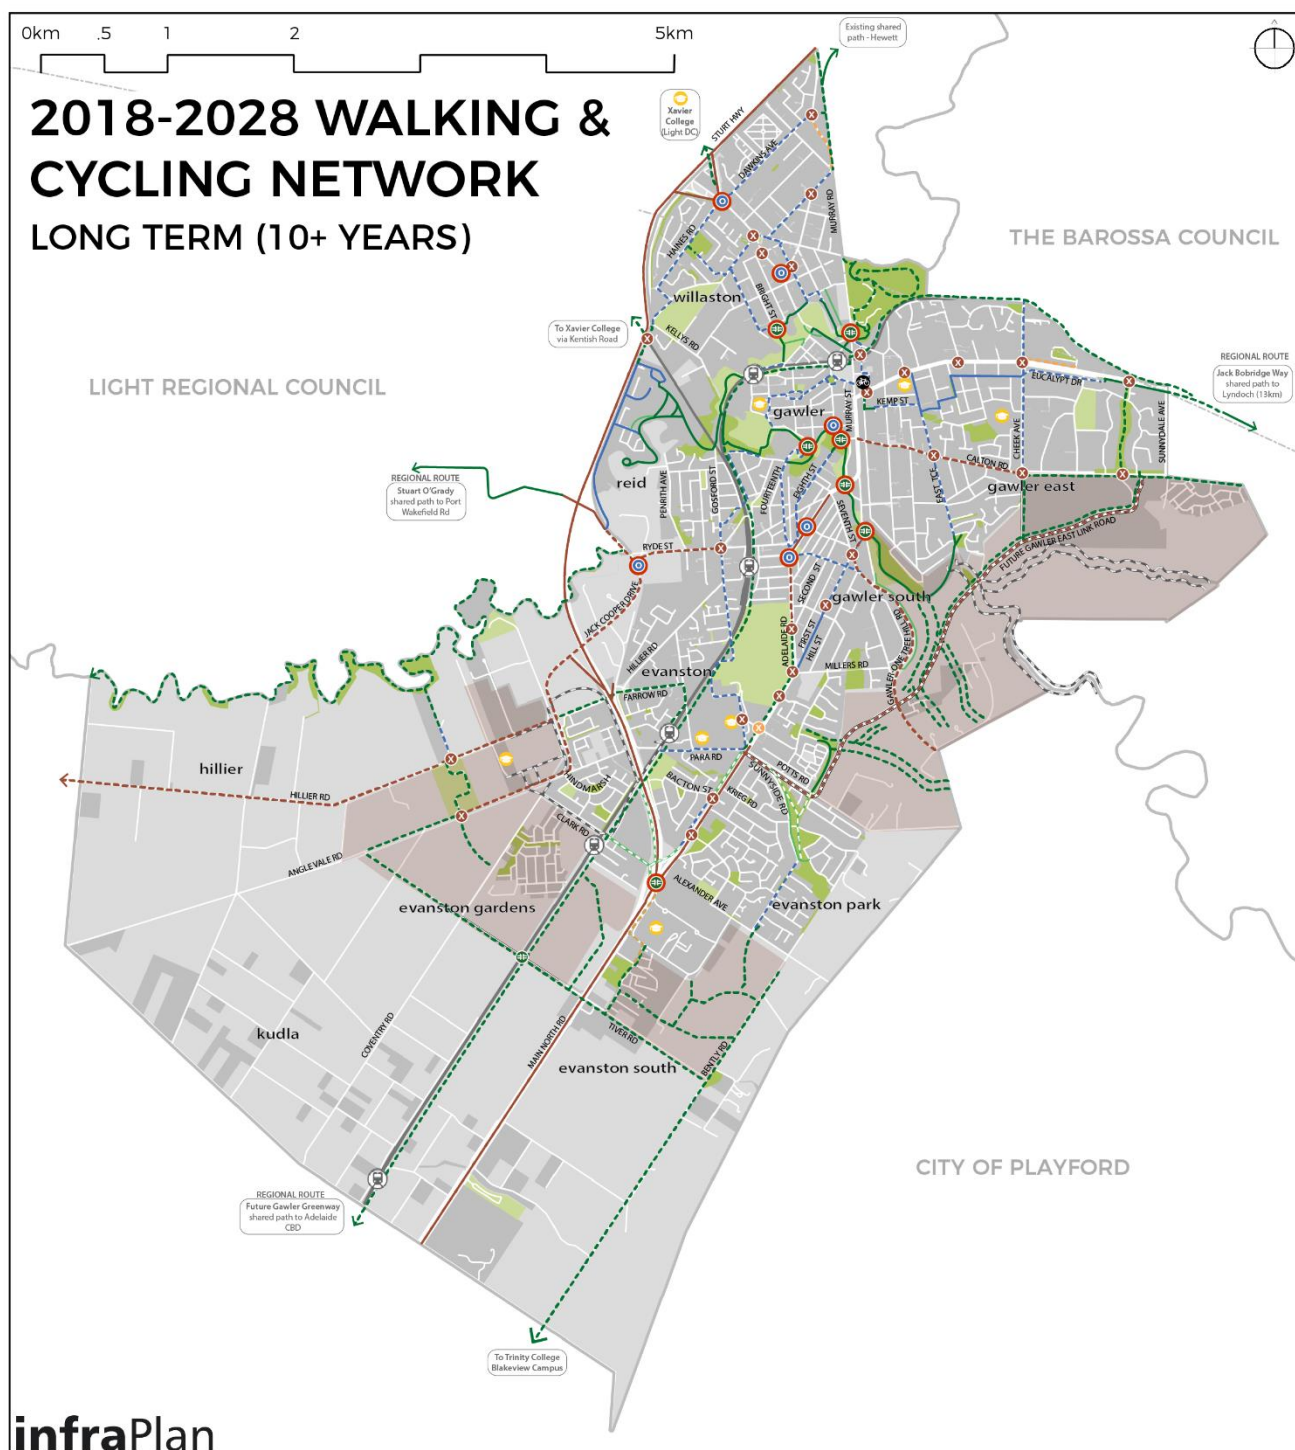 0km .5 1 2 5km
2018-2028 WALKING &
CYCLING NETWORK
LONG TERM (10+ YEARS)
Existing shared
path - Hewett
Xavier
College
(Light DC)
STURT HWY
DAWKINS AVE
MURRAY RD
HAINES RD
THE BAROSSA COUNCIL
willaston
BRIGHT ST
To Xavier College
via Kentish Road
KELLYS RD
LIGHT REGIONAL COUNCIL
REGIONAL ROUTE
Jack Bobridge Way
shared path to
Lyndoch (13km)
EUCALYPT DR
KEMP ST
MURRAY ST
gawler
CHEEK AVE
SUNNYDALE AVE
CALTON RD
EAST TCE
gawler east
REGIONAL ROUTE
Stuart O'Grady
shared path to Port
Wakefield Rd
reid
PENRITH AVE
GOSFORD ST
FOURTEENTH
EIGHTH ST
SEVENTH ST
RYDE ST
FUTURE GAWLER EAST LINK ROAD
JACK COOPER DRIVE
SECOND ST
gawler south
FIRST ST
HILL ST
ADELAIDE RD
HILLIER RD
evanston
MILLERS RD
GAWLER-ONE TREE HILL RD
FARROW RD
PARA RD
POTTS RD
SUNNYSIDE RD
hillier
HILLIER RD
HINDMARSH
BACTON ST
KRIEG RD
CLARK RD
ANGLE VALE RD
ALEXANDER AVE
evanston gardens
evanston park
COVENTRY RD
kudla
MAIN NORTH RD
TIVER RD
BENTLY RD
evanston south
CITY OF PLAYFORD
REGIONAL ROUTE
Future Gawler Greenway
shared path to Adelaide
CBD
To Trinity College
Blakeview Campus
infraPlan